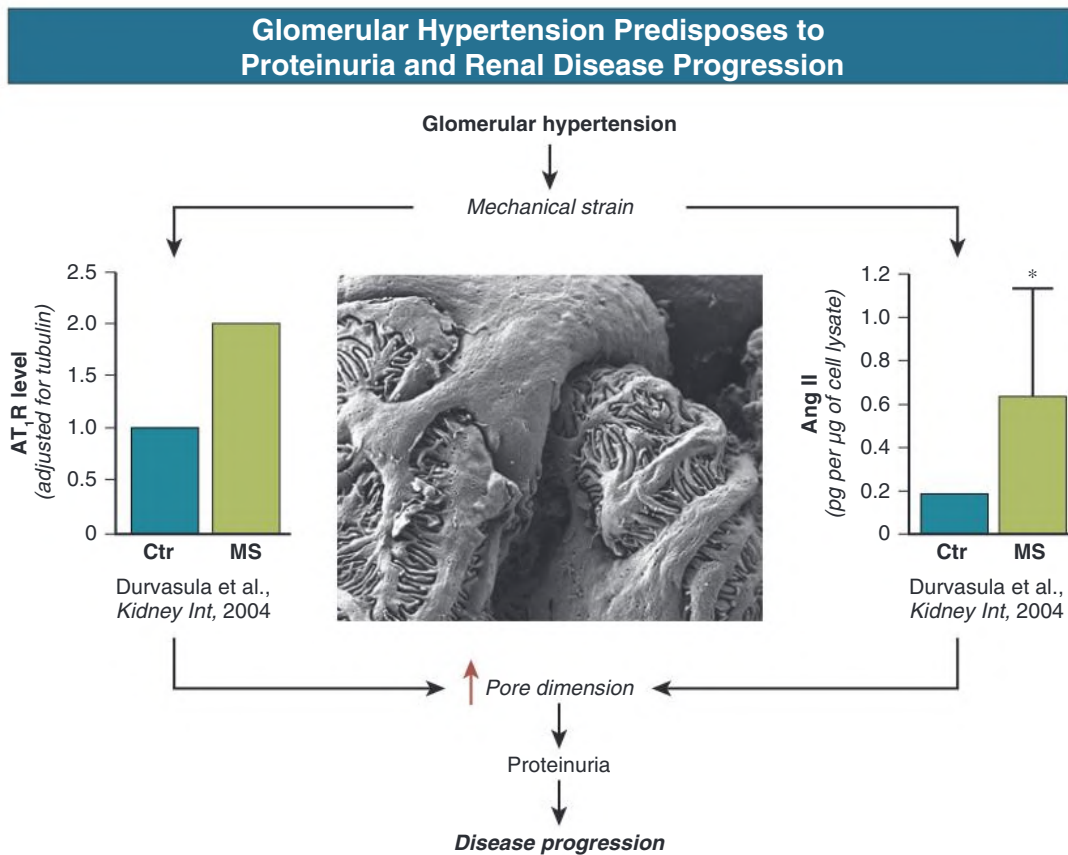 Glomerular Hypertension Predisposes to
Proteinuria and Renal Disease Progression
Glomerular hypertension
Mechanical strain
AT₁R level
(adjusted for tubulin)
2.5
2.0
1.5
1.0
0.5
0
Ctr MS
Durvasula et al.,
Kidney Int, 2004
Ang II
(pg per µg of cell lysate)
1.2
1.0
0.8
0.6
0.4
0.2
0
*
Ctr MS
Durvasula et al.,
Kidney Int, 2004
Pore dimension
Proteinuria
Disease progression